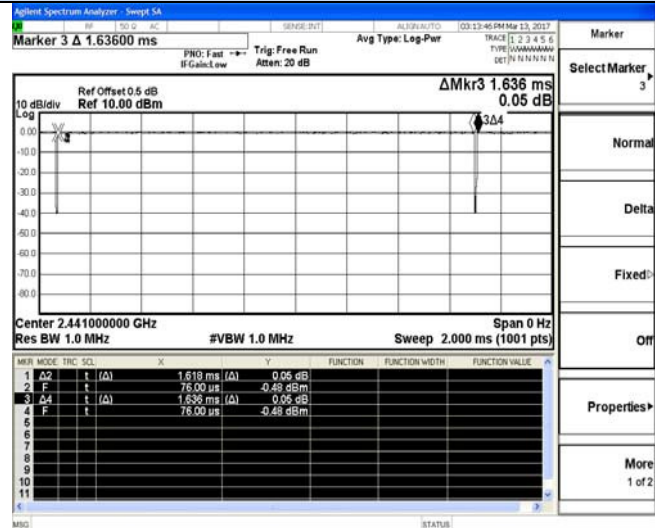 Agilent Spectrum Analyzer - Swept SA
RF 50 Ω AC SENSE:INT ALIGN AUTO 03:13:46 PM Mar 13, 2017
Marker 3 Δ 1.63600 ms
PNO: Fast
IFGain:Low
Trig: Free Run
Atten: 20 dB
Avg Type: Log-Pwr
TRACE 1 2 3 4 5 6
TYPE WWWWWW
DET N N N N N N
Ref Offset 0.5 dB
10 dB/div Ref 10.00 dBm
ΔMkr3 1.636 ms
0.05 dB
Log
3Δ4
0.00
-10.0
-20.0
-30.0
-40.0
-50.0
-60.0
-70.0
-80.0
Center 2.441000000 GHz Span 0 Hz
Res BW 1.0 MHz #VBW 1.0 MHz Sweep 2.000 ms (1001 pts)
MKR MODE TRC SCL X Y FUNCTION FUNCTION WIDTH FUNCTION VALUE
1 Δ2 t (Δ) 1.618 ms (Δ) 0.05 dB
2 F t 76.00 µs -0.48 dBm
3 Δ4 t (Δ) 1.636 ms (Δ) 0.05 dB
4 F t 76.00 µs -0.48 dBm
5
6
7
8
9
10
11
MSG STATUS
Marker
Select Marker
3
Normal
Delta
Fixed
Off
Properties
More
1 of 2